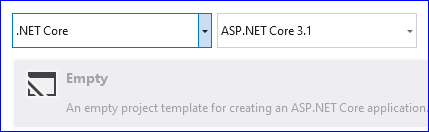 .NET Core ASP.NET Core 3.1
Empty
An empty project template for creating an ASP.NET Core application.